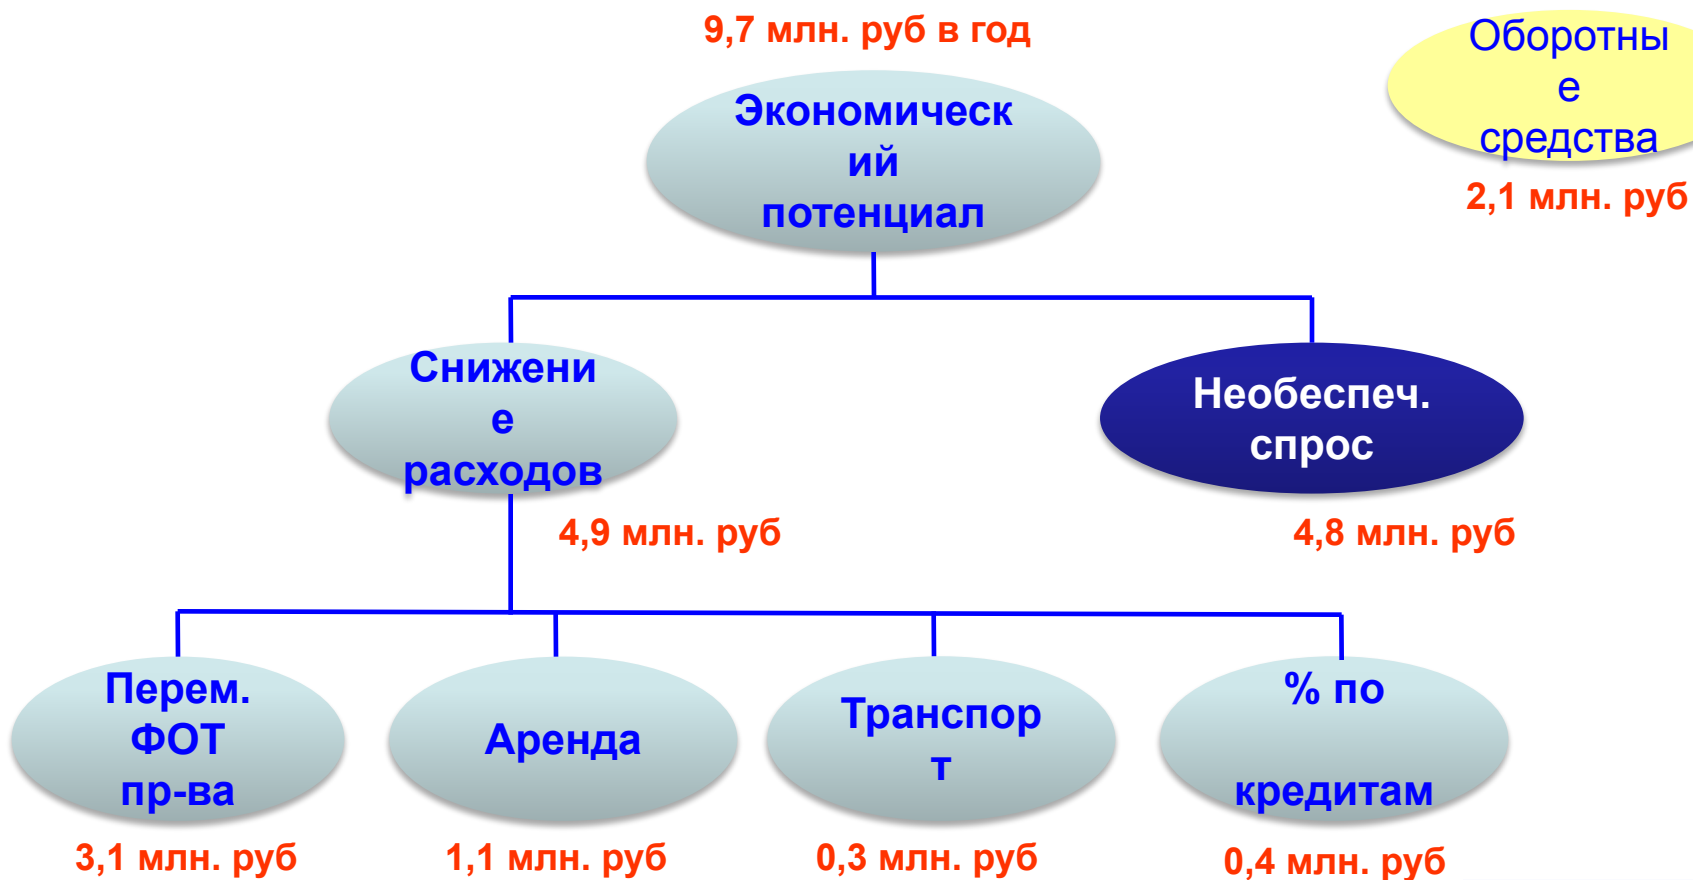 9,7 млн. руб в год
Экономическ
ий
потенциал
Оборотны
е
средства
2,1 млн. руб
Снижени
е
расходов
4,9 млн. руб
Необеспеч.
спрос
4,8 млн. руб
Перем.
ФОТ
пр-ва
3,1 млн. руб
Аренда
1,1 млн. руб
Транспор
т
0,3 млн. руб
% по
кредитам
0,4 млн. руб